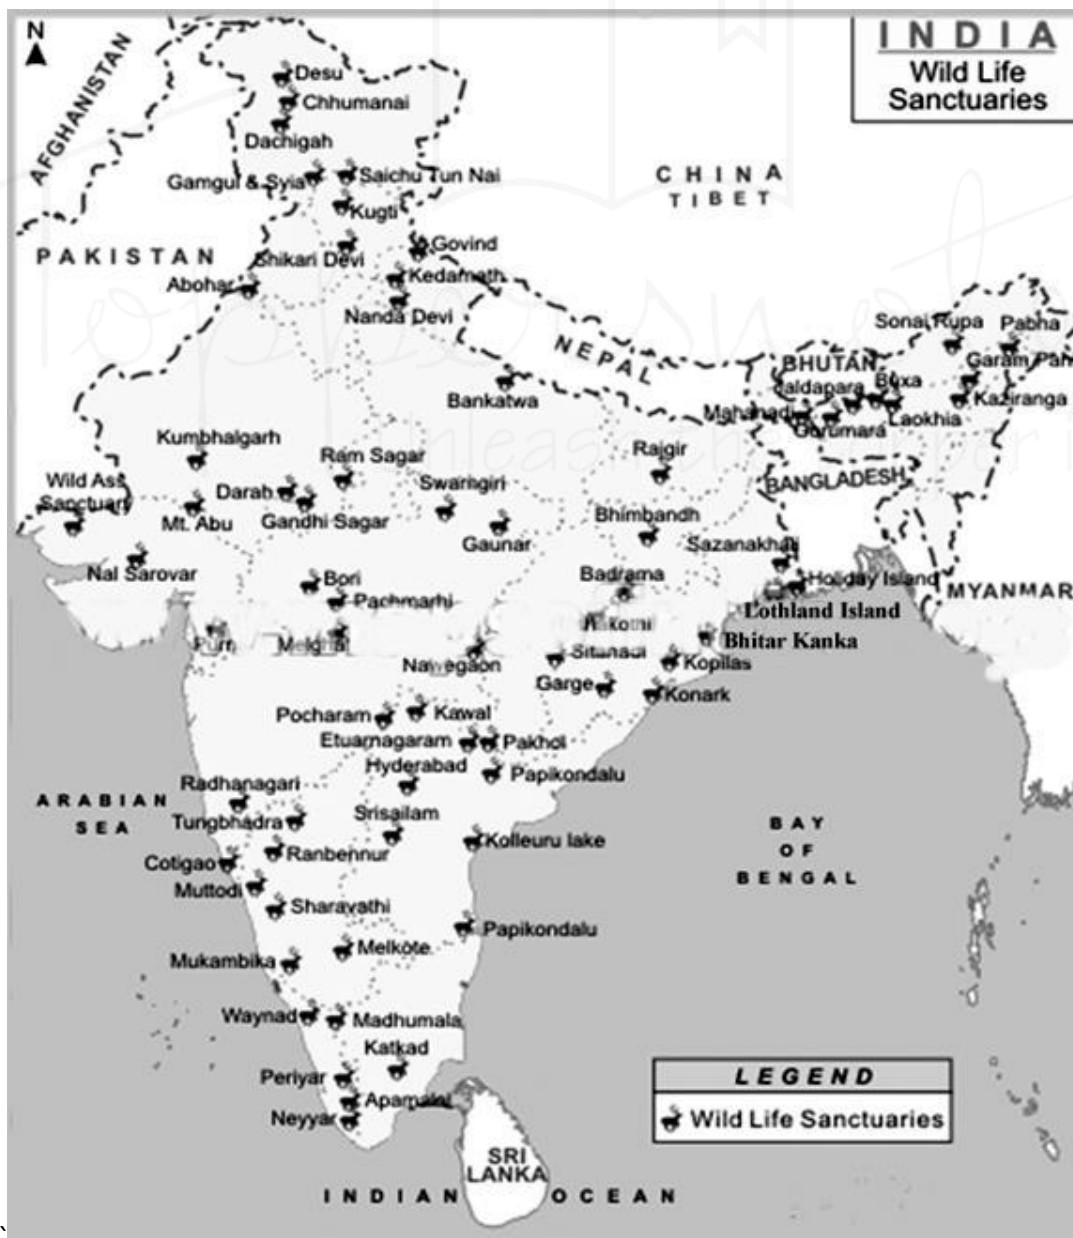 N
INDIA
Wild Life
Sanctuaries
AFGHANISTAN
Desu
Chhumanai
Dachigah
Gamgul & Syia
Saichu Tun Nai
CHINA
TIBET
Kugti
PAKISTAN
Shikari Devi
Govind
Abohar
Kedarnath
Nanda Devi
NEPAL
Sonai Rupa
Pabha
BHUTAN
Garam Pan
Jaldapara
Buxa
Kaziranga
Bankatwa
Mahanadi
Gorumara
Laokhia
Kumbhalgarh
Ram Sagar
Rajgir
Wild Ass
Sanctuary
Darah
Swarngiri
BANGLADESH
Mt. Abu
Gandhi Sagar
Gaunar
Bhimbandh
Sazanakhali
Nal Sarovar
Bori
Badrama
Holiday Island
MYANMAR
Pachmarhi
Lothland Island
Purn
Melghat
Bhitar Kanka
Nawegaon
Sitanadi
Kopilas
Garge
Konark
Pocharam
Kawal
Etuarnagaram
Pakhol
Hyderabad
Papikondalu
Radhanagari
ARABIAN
SEA
Tungbhadra
Srisailam
BAY
OF
BENGAL
Cotigao
Ranbennur
Kolleuru lake
Muttodi
Sharavathi
Papikondalu
Mukambika
Melkote
Waynad
Madhumala
Katkad
Periyar
Neyyar
LEGEND
Wild Life Sanctuaries
SRI
LANKA
INDIAN OCEAN